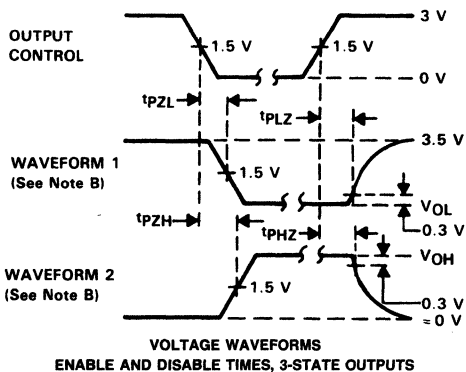 OUTPUT
CONTROL
3 V
1.5 V
1.5 V
0 V
tPZL
tPLZ
3.5 V
WAVEFORM 1
(See Note B)
1.5 V
VOL
0.3 V
tPZH
tPHZ
VOH
WAVEFORM 2
(See Note B)
1.5 V
0.3 V
≈0 V
VOLTAGE WAVEFORMS
ENABLE AND DISABLE TIMES, 3-STATE OUTPUTS